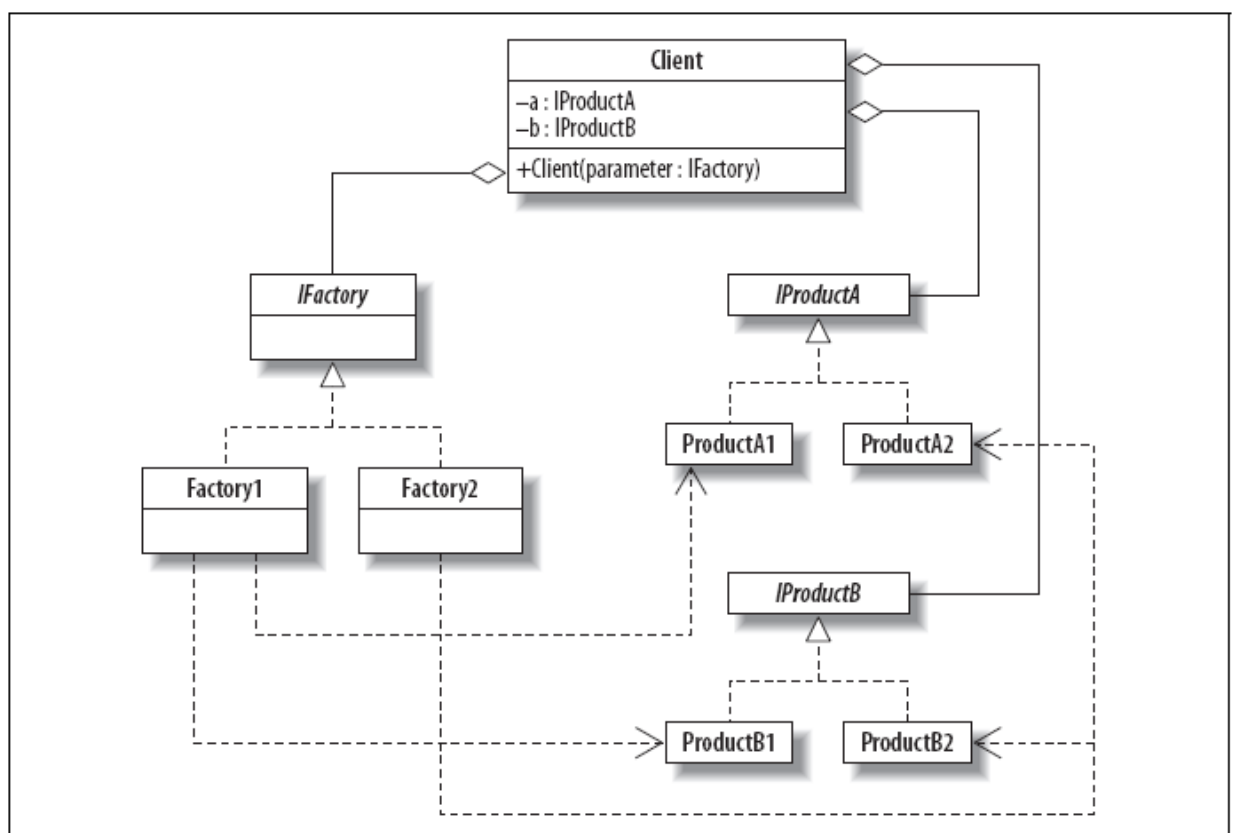 Client
–a : IProductA
–b : IProductB
+Client(parameter : IFactory)
IFactory
IProductA
ProductA1
ProductA2
Factory1
Factory2
IProductB
ProductB1
ProductB2